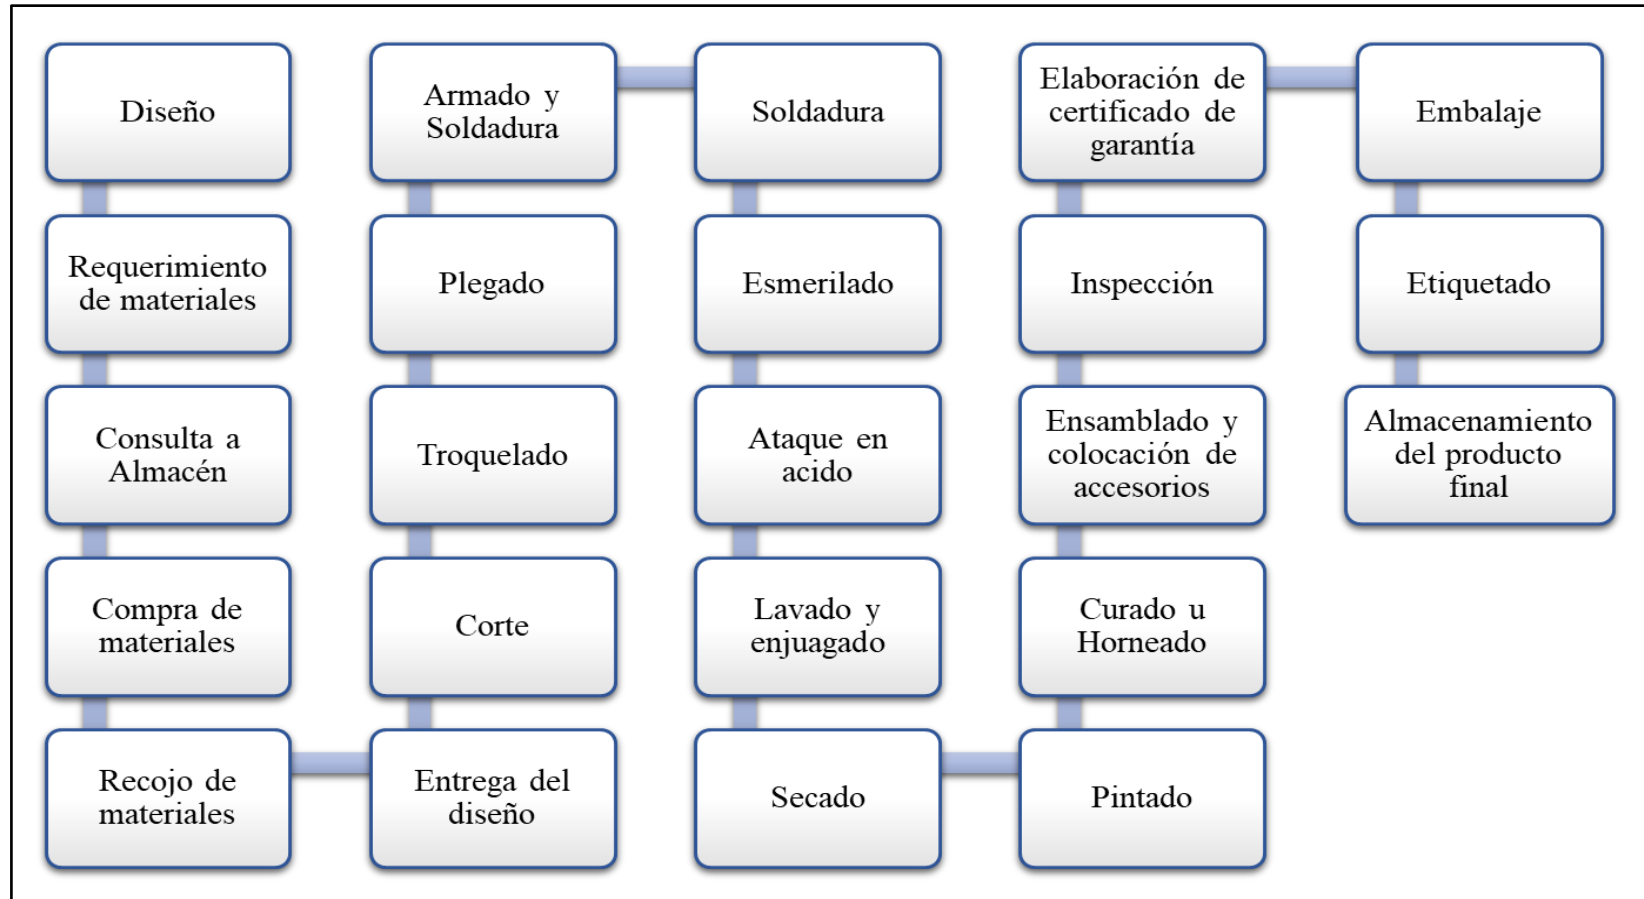 Diseño
Requerimiento
de materiales
Consulta a
Almacén
Compra de
materiales
Recojo de
materiales
Entrega del
diseño
Corte
Troquelado
Plegado
Armado y
Soldadura
Soldadura
Esmerilado
Ataque en
acido
Lavado y
enjuagado
Secado
Pintado
Curado u
Horneado
Ensamblado y
colocación de
accesorios
Inspección
Elaboración de
certificado de
garantía
Embalaje
Etiquetado
Almacenamiento
del producto
final